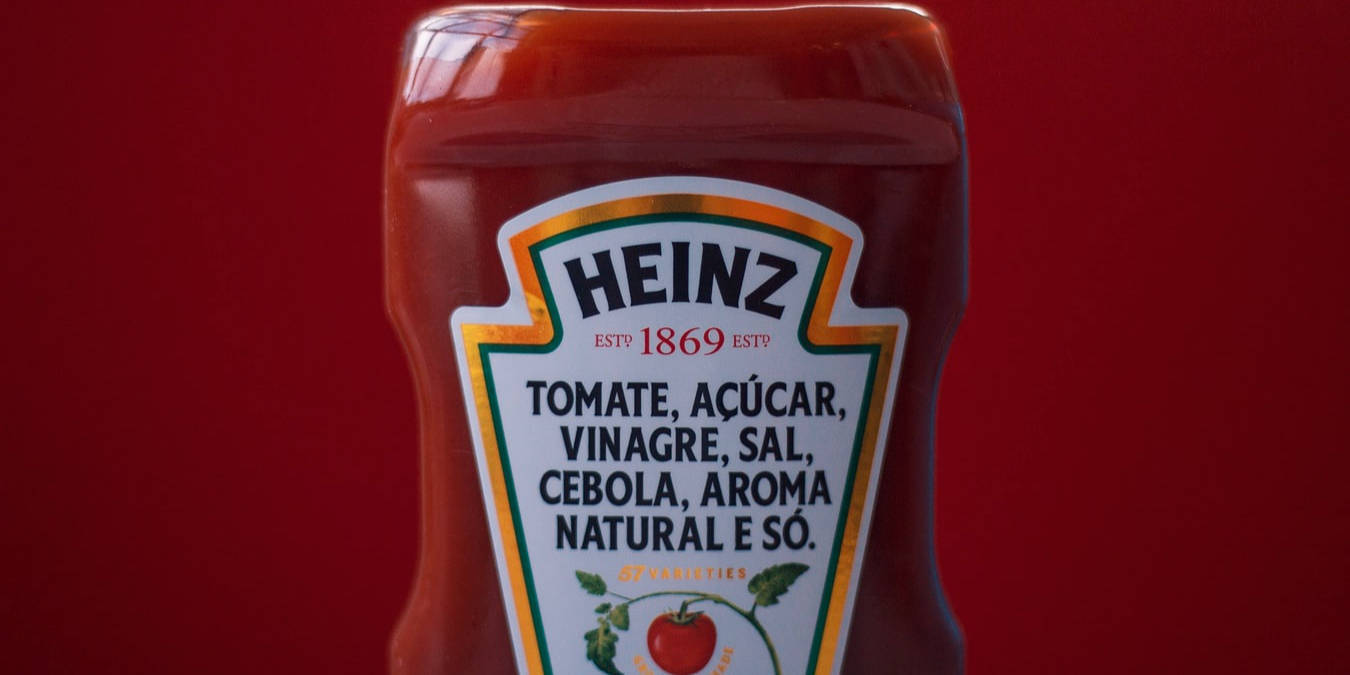 HEINZ
ESTD 1869 ESTD
TOMATE, AÇÚCAR,
VINAGRE, SAL,
CEBOLA, AROMA
NATURAL E SÓ.
57 VARIETIES